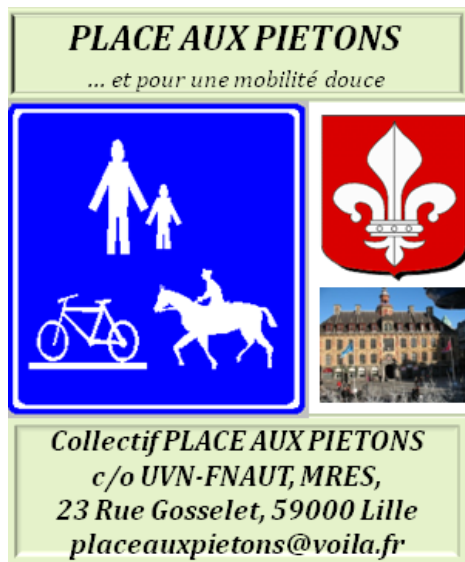 PLACE AUX PIETONS
... et pour une mobilité douce
Collectif PLACE AUX PIETONS
c/o UVN-FNAUT, MRES,
23 Rue Gosselet, 59000 Lille
placeauxpietons@voila.fr